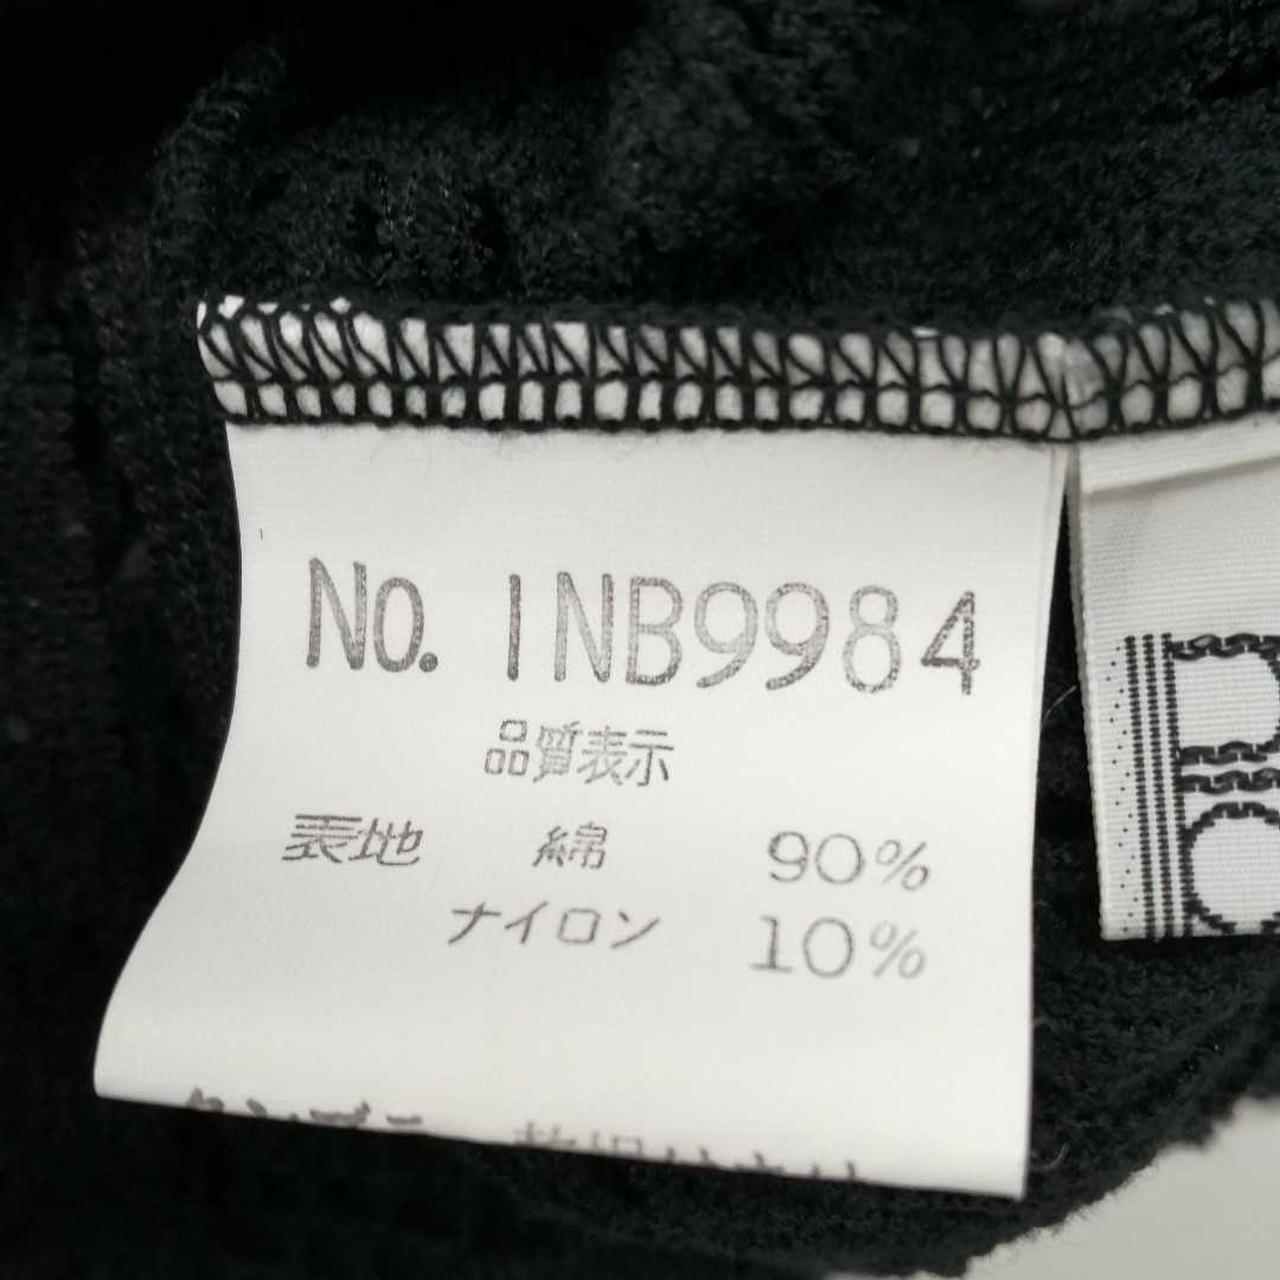 No. INB9984
品質表示
表地 綿 90%
ナイロン 10%